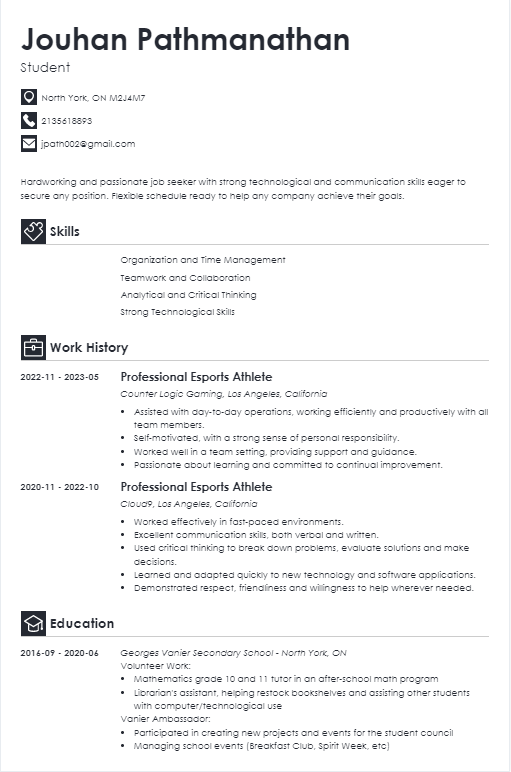 Jouhan Pathmanathan
Student
North York, ON M2J4M7
2135618893
jpath002@gmail.com
Hardworking and passionate job seeker with strong technological and communication skills eager to
secure any position. Flexible schedule ready to help any company achieve their goals.
Skills
Organization and Time Management
Teamwork and Collaboration
Analytical and Critical Thinking
Strong Technological Skills
Work History
2022-11 - 2023-05 Professional Esports Athlete
Counter Logic Gaming, Los Angeles, California
• Assisted with day-to-day operations, working efficiently and productively with all
team members.
• Self-motivated, with a strong sense of personal responsibility.
• Worked well in a team setting, providing support and guidance.
• Passionate about learning and committed to continual improvement.
2020-11 - 2022-10 Professional Esports Athlete
Cloud9, Los Angeles, California
• Worked effectively in fast-paced environments.
• Excellent communication skills, both verbal and written.
• Used critical thinking to break down problems, evaluate solutions and make
decisions.
• Learned and adapted quickly to new technology and software applications.
• Demonstrated respect, friendliness and willingness to help wherever needed.
Education
2016-09 - 2020-06 Georges Vanier Secondary School - North York, ON
Volunteer Work:
• Mathematics grade 10 and 11 tutor in an after-school math program
• Librarian's assistant, helping restock bookshelves and assisting other students
with computer/technological use
Vanier Ambassador:
• Participated in creating new projects and events for the student council
• Managing school events (Breakfast Club, Spirit Week, etc)